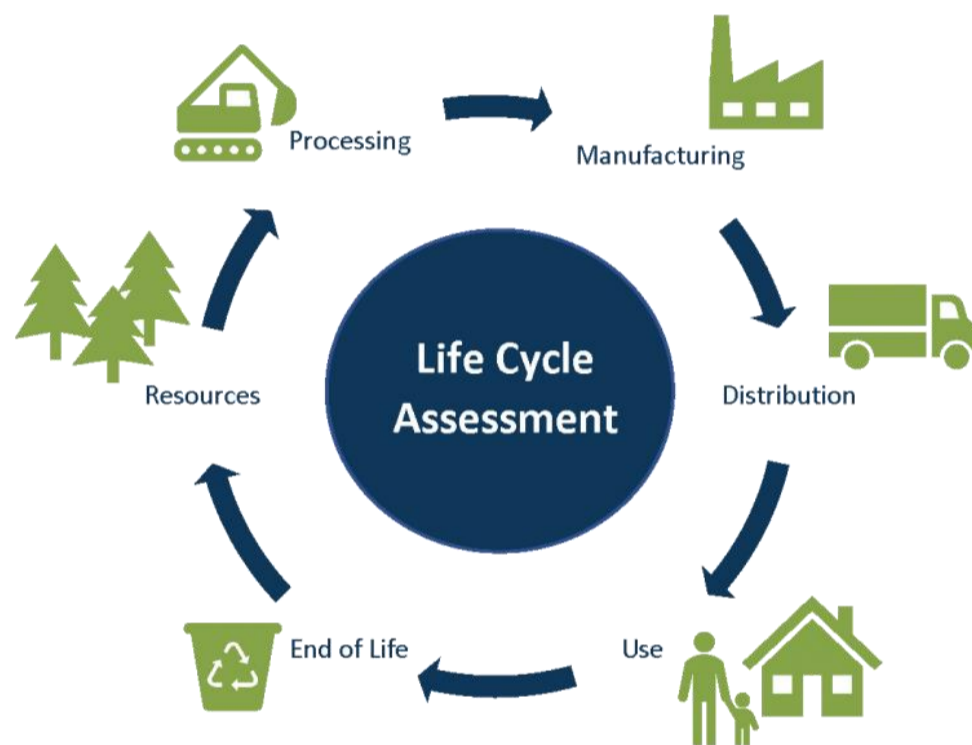 Processing
Manufacturing
Life Cycle
Assessment
Resources
Distribution
End of Life
Use